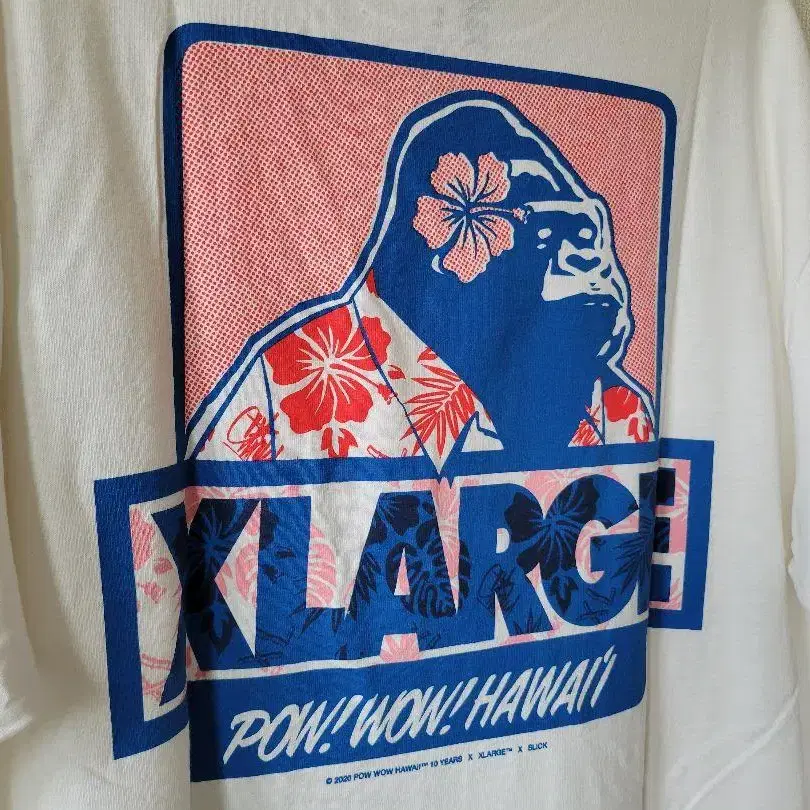 XLARGE
POW! WOW! HAWAI'I
© 2020 POW WOW HAWAII™ 10 YEARS X XLARGE™ X SLICK